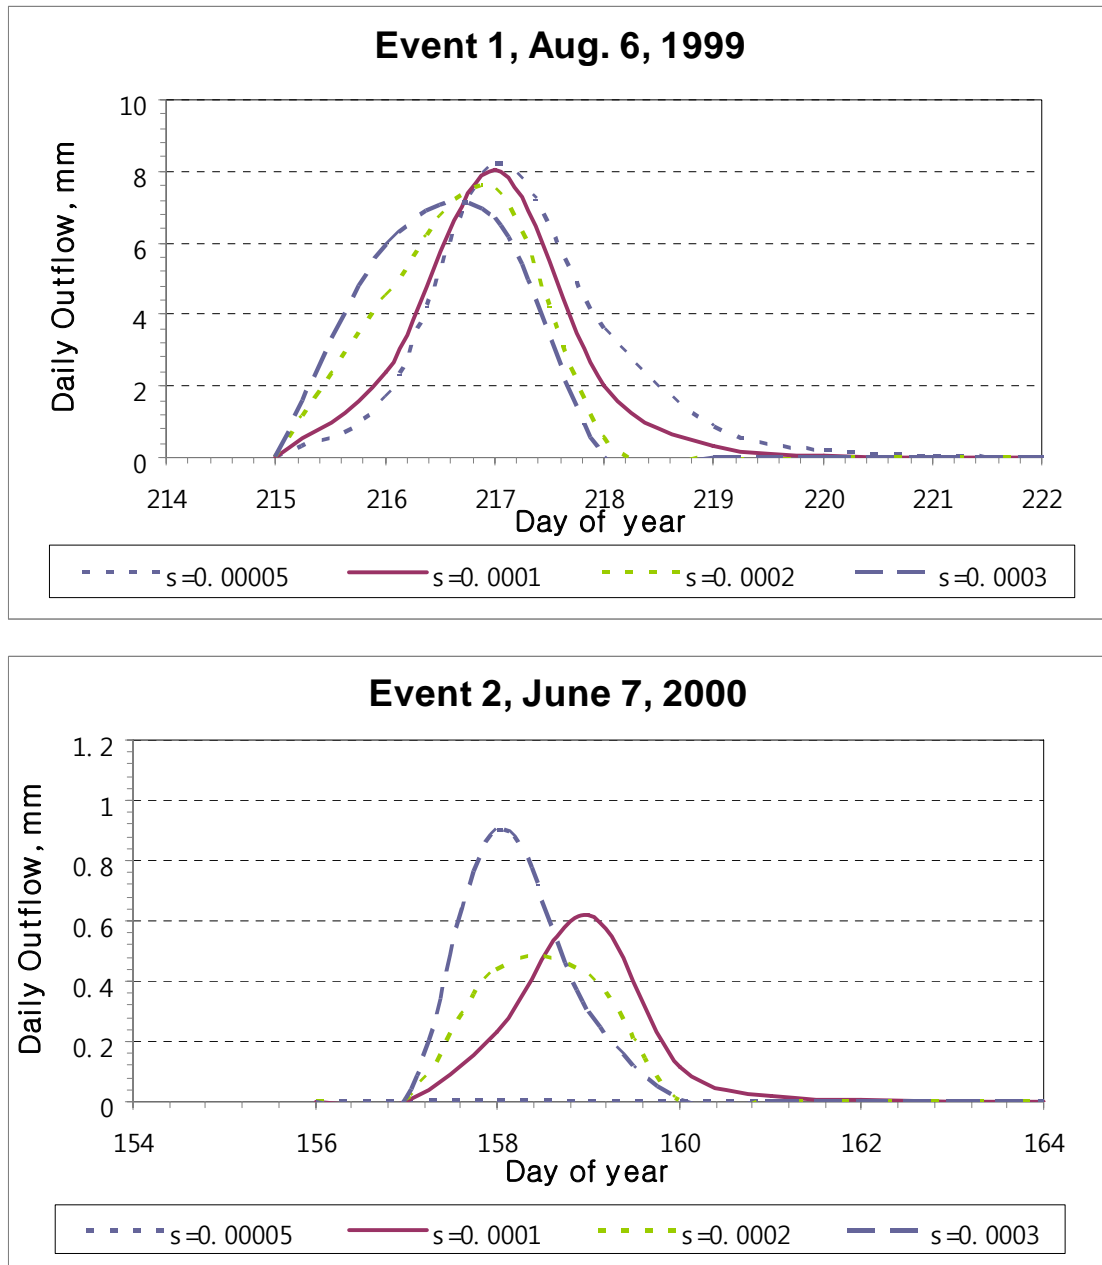 Event 1, Aug. 6, 1999
10
8
6
4
2
0
Daily Outflow, mm
214 215 216 217 218 219 220 221 222
Day of year
s=0. 00005 s=0. 0001 s=0. 0002 s=0. 0003
Event 2, June 7, 2000
1. 2
1
0. 8
0. 6
0. 4
0. 2
0
Daily Outflow, mm
154 156 158 160 162 164
Day of year
s=0. 00005 s=0. 0001 s=0. 0002 s=0. 0003